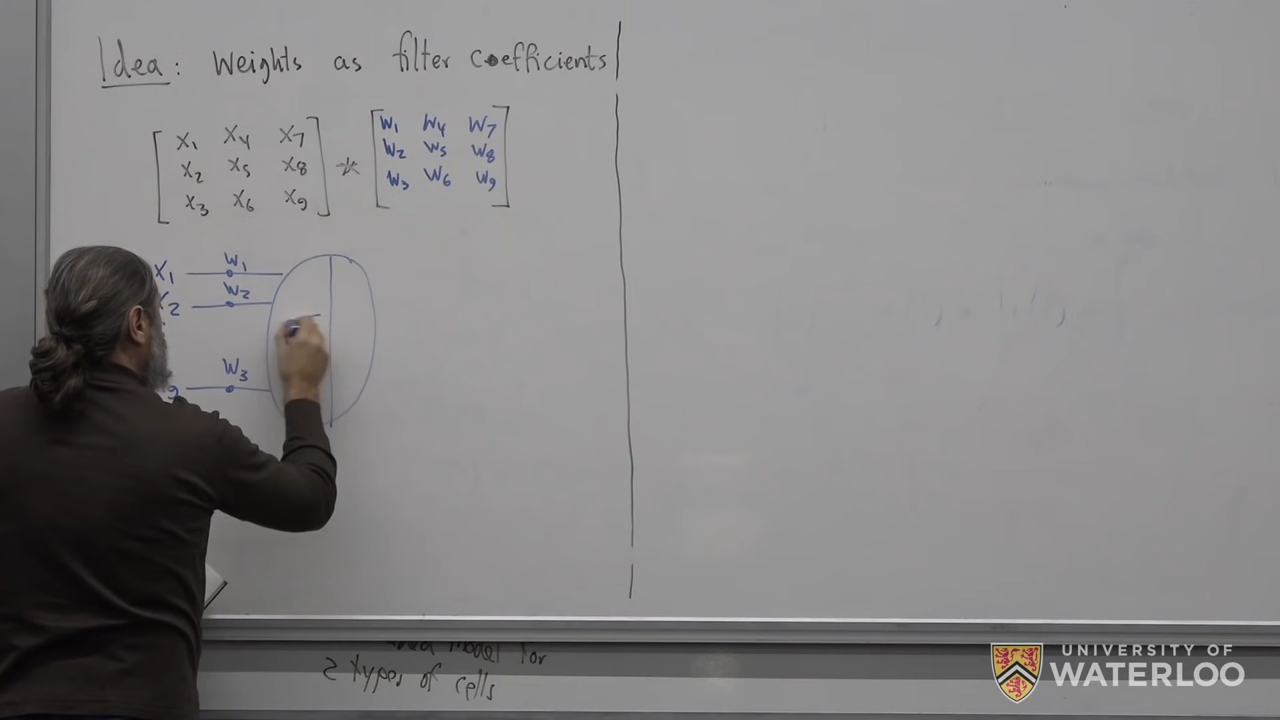 Idea: Weights as filter coefficients
X1 X4 X7
X2 X5 X8
X3 X6 X9
*
W1 W4 W7
W2 W5 W8
W3 W6 W9
X1 W1
X2 W2
9 W3
model for
2 types of cells
UNIVERSITY OF
WATERLOO